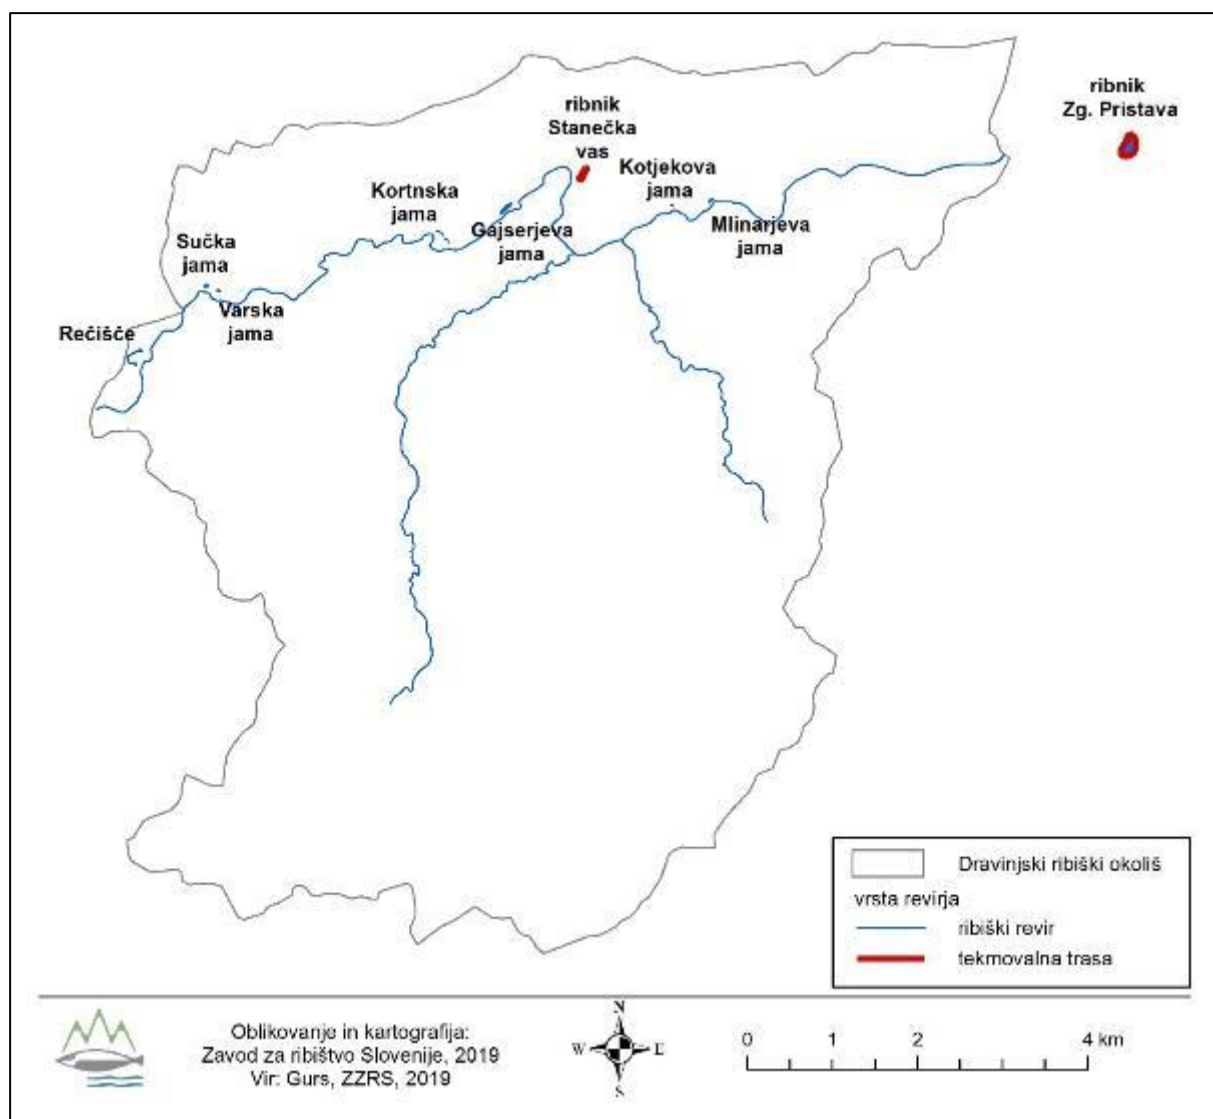 ribnik
Zg. Pristava
ribnik
Stanečka
vas
Kotjekova
jama
Kortnska
jama
Gajserjeva
jama
Mlinarjeva
jama
Sučka
jama
Varska
jama
Rečišče
Dravinjski ribiški okoliš
vrsta revirja
ribiški revir
tekmovalna trasa
Oblikovanje in kartografija:
Zavod za ribištvo Slovenije, 2019
Vir: Gurs, ZZRS, 2019
N
W E
S
0 2 4 km